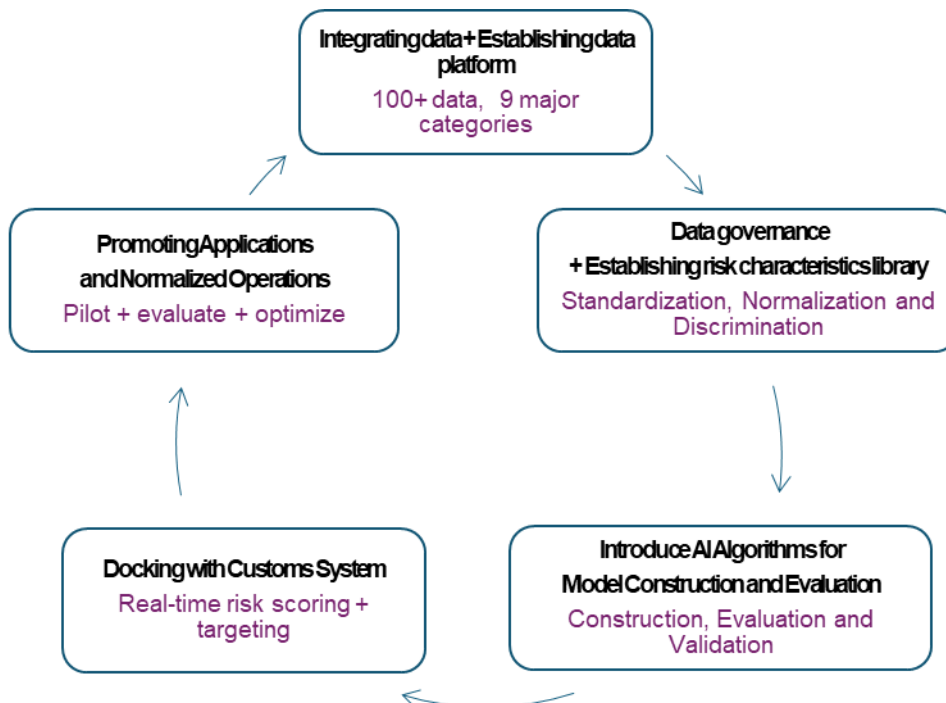 Integrating data + Establishing data
platform
100+ data, 9 major
categories
Data governance
+ Establishing risk characteristics library
Standardization, Normalization and
Discrimination
Introduce AI Algorithms for
Model Construction and Evaluation
Construction, Evaluation and
Validation
Docking with Customs System
Real-time risk scoring +
targeting
Promoting Applications
and Normalized Operations
Pilot + evaluate + optimize